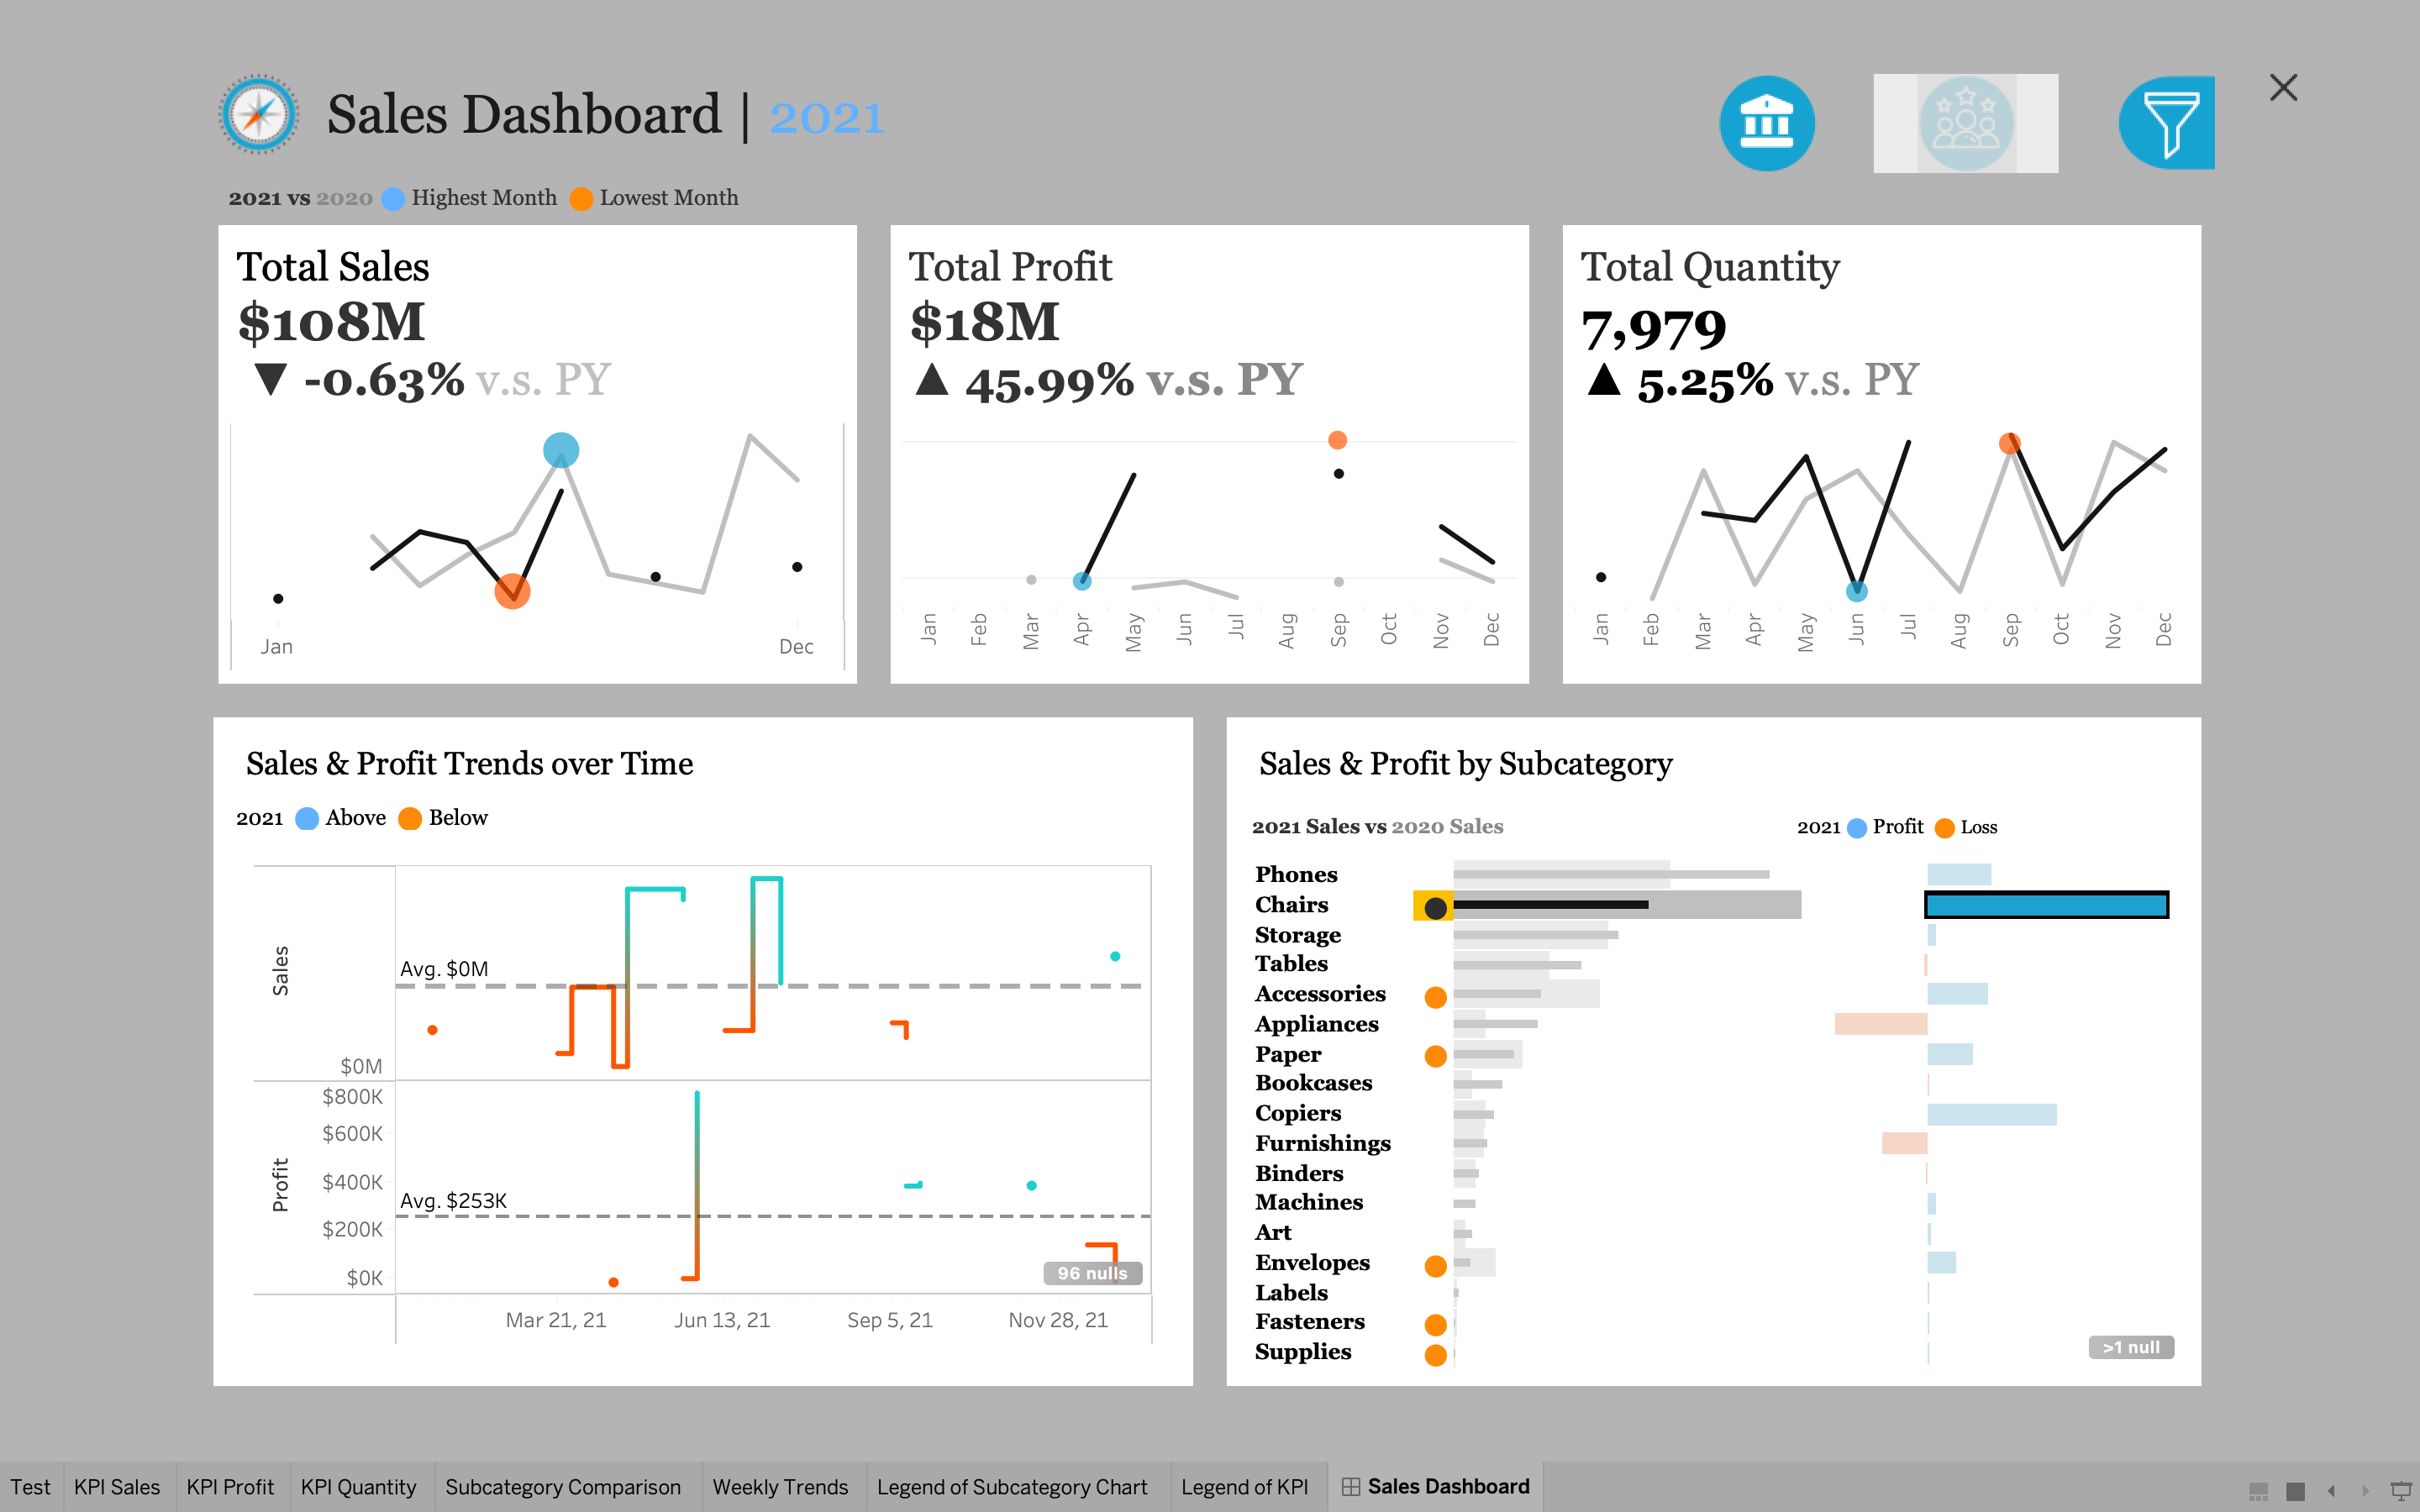 Sales Dashboard | 2021
2021 vs 2020 Highest Month Lowest Month
Total Sales
$108M
▼ -0.63% v.s. PY
Jan Dec
Total Profit
$18M
▲ 45.99% v.s. PY
Jan Feb Mar Apr May Jun Jul Aug Sep Oct Nov Dec
Total Quantity
7,979
▲ 5.25% v.s. PY
Jan Feb Mar Apr May Jun Jul Aug Sep Oct Nov Dec
Sales & Profit Trends over Time
2021 Above Below
Sales
Avg. $0M
$0M
Profit
$800K
$600K
$400K
Avg. $253K
$200K
$0K
96 nulls
Mar 21, 21 Jun 13, 21 Sep 5, 21 Nov 28, 21
Sales & Profit by Subcategory
2021 Sales vs 2020 Sales
2021 Profit Loss
Phones
Chairs
Storage
Tables
Accessories
Appliances
Paper
Bookcases
Copiers
Furnishings
Binders
Machines
Art
Envelopes
Labels
Fasteners
Supplies
>1 null
Test KPI Sales KPI Profit KPI Quantity Subcategory Comparison Weekly Trends Legend of Subcategory Chart Legend of KPI Sales Dashboard